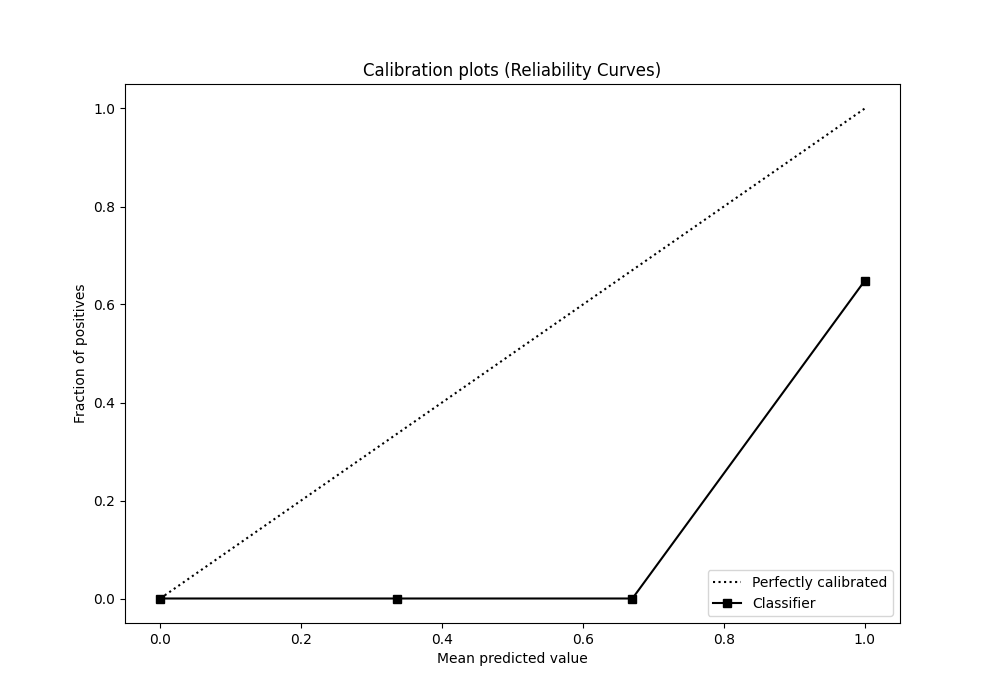 Calibration plots (Reliability Curves)
1.0
0.8
0.6
0.4
0.2
0.0
Fraction of positives
0.0 0.2 0.4 0.6 0.8 1.0
Mean predicted value
Perfectly calibrated
Classifier